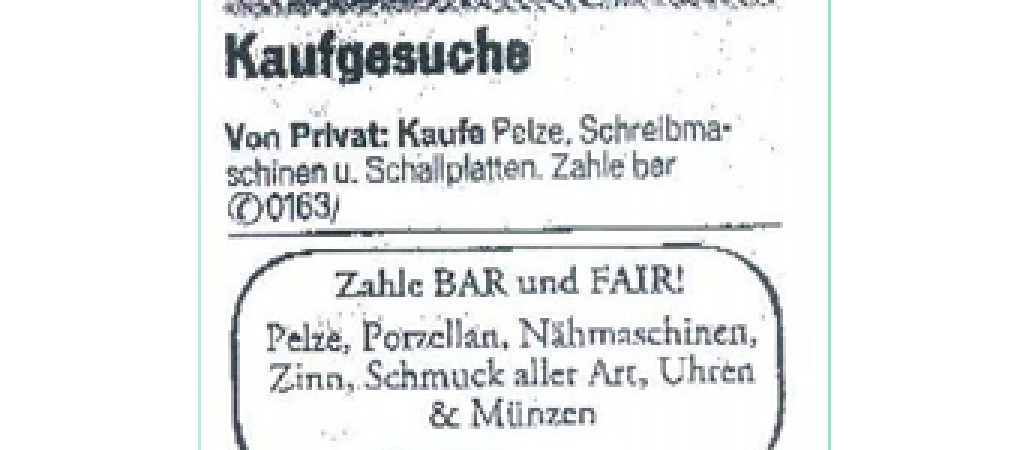 Kaufgesuche
Von Privat: Kaufe Pelze, Schreibma-
schinen u. Schallplatten. Zahle bar
✆0163/
Zahle BAR und FAIR!
Pelze, Porzellan, Nähmaschinen,
Zinn, Schmuck aller Art, Uhren
& Münzen